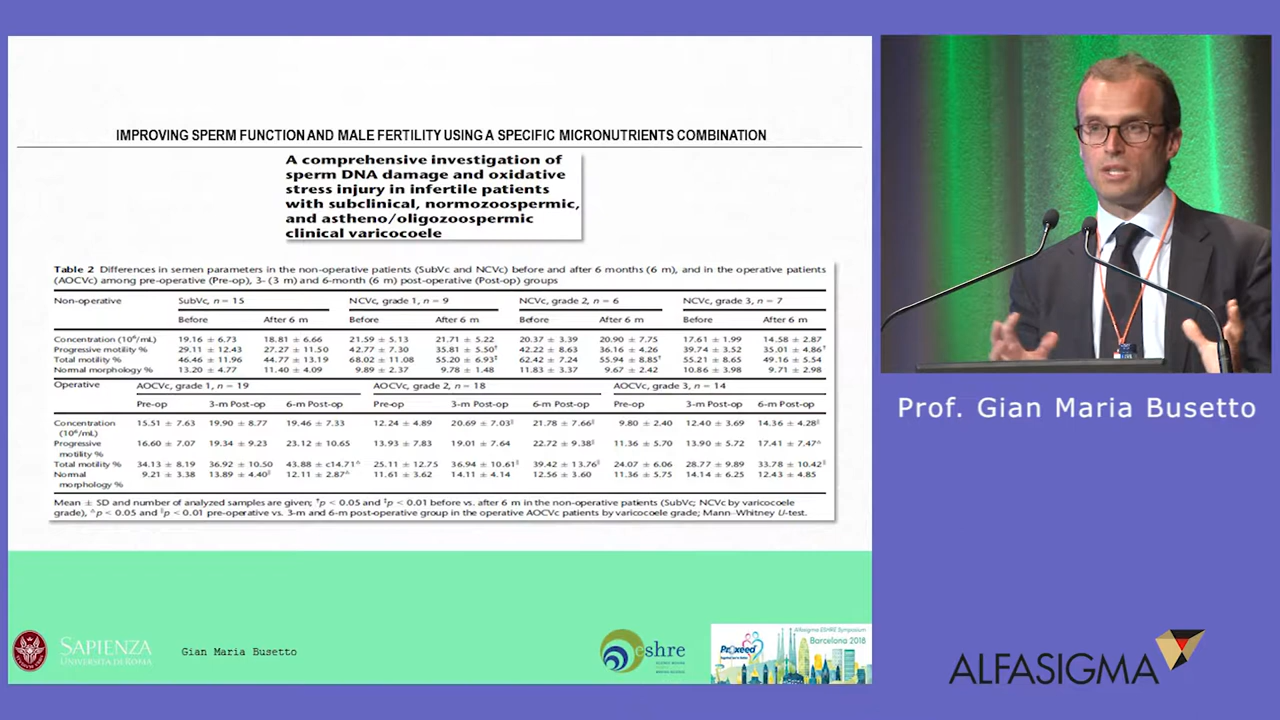 IMPROVING SPERM FUNCTION AND MALE FERTILITY USING A SPECIFIC MICRONUTRIENTS COMBINATION
A comprehensive investigation of
sperm DNA damage and oxidative
stress injury in infertile patients
with subclinical, normozoospermic,
and astheno/oligozoospermic
clinical varicocoele
Table 2 Differences in semen parameters in the non-operative patients (SubVc and NCVc) before and after 6 months (6 m), and in the operative patients
(AOCVc) among pre-operative (Pre-op), 3- (3 m) and 6-month (6 m) post-operative (Post-op) groups
Non-operative SubVc, n = 15 NCVc, grade 1, n = 9 NCVc, grade 2, n = 6 NCVc, grade 3, n = 7
Before After 6 m Before After 6 m Before After 6 m Before After 6 m
Concentration (10⁶/mL) 19.16 ± 6.73 18.81 ± 6.66 21.59 ± 5.13 21.71 ± 5.22 20.37 ± 4.39 20.90 ± 7.75 17.61 ± 1.99 14.58 ± 2.87
Progressive motility % 29.11 ± 12.43 27.27 ± 11.50 42.77 ± 7.30 35.81 ± 5.50† 42.22 ± 8.63 36.16 ± 4.26 39.74 ± 3.52 35.01 ± 4.86†
Total motility % 46.46 ± 11.96 44.77 ± 13.19 68.02 ± 11.08 55.20 ± 6.93† 62.42 ± 7.24 55.94 ± 8.85† 55.21 ± 8.65 49.16 ± 5.54
Normal morphology % 13.20 ± 4.77 11.40 ± 4.09 9.89 ± 2.37 9.78 ± 1.48 11.83 ± 3.37 9.67 ± 2.42 10.86 ± 3.98 9.71 ± 2.98
Operative AOCVc, grade 1, n = 19 AOCVc, grade 2, n = 18 AOCVc, grade 3, n = 14
Pre-op 3-m Post-op 6-m Post-op Pre-op 3-m Post-op 6-m Post-op Pre-op 3-m Post-op 6-m Post-op
Concentration 15.51 ± 7.63 19.90 ± 8.77 19.46 ± 7.33 12.24 ± 4.89 20.69 ± 7.03§ 21.78 ± 7.66§ 9.80 ± 2.40 12.40 ± 3.69 14.36 ± 4.28§
(10⁶/mL)
Progressive 16.60 ± 7.07 19.34 ± 9.23 23.12 ± 10.65 13.93 ± 7.83 19.01 ± 7.64 22.72 ± 9.38§ 11.36 ± 5.70 13.90 ± 5.72 17.41 ± 7.47^
motility %
Total motility % 34.13 ± 8.19 36.92 ± 10.50 43.88 ± c14.71^ 25.11 ± 12.75 36.94 ± 10.61§ 39.42 ± 13.76§ 24.07 ± 6.06 28.77 ± 9.89 33.78 ± 10.42§
Normal 9.21 ± 3.38 13.89 ± 4.40§ 12.11 ± 2.87^ 11.61 ± 3.62 14.11 ± 4.14 12.56 ± 3.60 11.36 ± 5.75 14.14 ± 6.25 12.43 ± 4.85
morphology %
Mean ± SD and number of analyzed samples are given; †p < 0.05 and ‡p < 0.01 before vs. after 6 m in the non-operative patients (SubVc; NCVc by varicocoele
grade), ^p < 0.05 and §p < 0.01 pre-operative vs. 3-m and 6-m post-operative group in the operative AOCVc patients by varicocoele grade; Mann–Whitney U-test.
Prof. Gian Maria Busetto
SAPIENZA
UNIVERSITÀ DI ROMA
Gian Maria Busetto
eshre
Alfasigma ESHRE Symposium
Barcelona 2018
Proxeed
ALFASIGMA